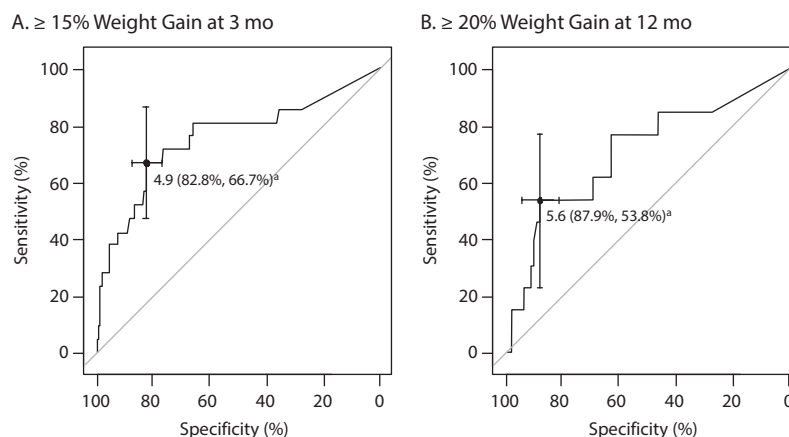 A. ≥ 15% Weight Gain at 3 mo
100
80
60
40
20
0
Sensitivity (%)
4.9 (82.8%, 66.7%)ᵃ
100 80 60 40 20 0
Specificity (%)
B. ≥ 20% Weight Gain at 12 mo
100
80
60
40
20
0
Sensitivity (%)
5.6 (87.9%, 53.8%)ᵃ
100 80 60 40 20 0
Specificity (%)